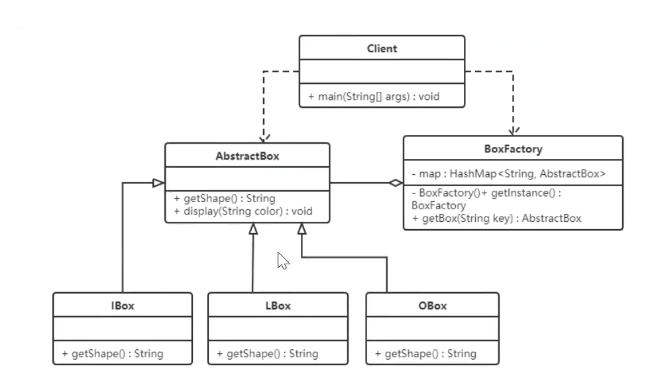 Client
+ main(String[] args) : void
AbstractBox
+ getShape() : String
+ display(String color) : void
BoxFactory
- map : HashMap<String, AbstractBox>
- BoxFactory()+ getInstance() :
BoxFactory
+ getBox(String key) : AbstractBox
IBox
+ getShape() : String
LBox
+ getShape() : String
OBox
+ getShape() : String